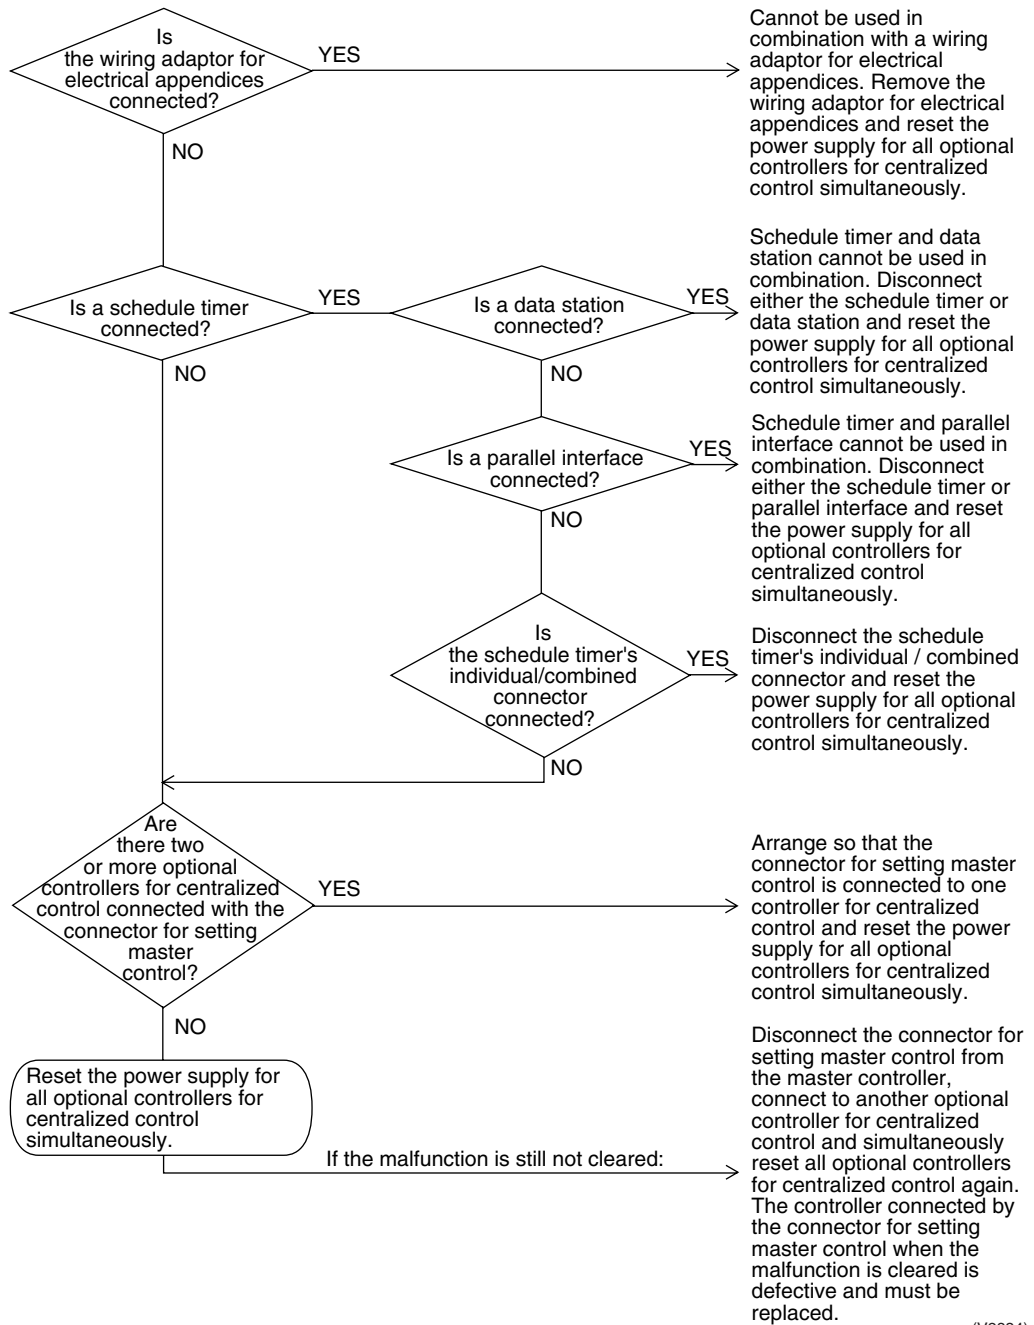 Is
the wiring adaptor for
electrical appendices
connected?
YES
Cannot be used in
combination with a wiring
adaptor for electrical
appendices. Remove the
wiring adaptor for electrical
appendices and reset the
power supply for all optional
controllers for centralized
control simultaneously.
NO
Is a schedule timer
connected?
YES
Is a data station
connected?
YES
Schedule timer and data
station cannot be used in
combination. Disconnect
either the schedule timer or
data station and reset the
power supply for all optional
controllers for centralized
control simultaneously.
NO
NO
Is a parallel interface
connected?
YES
Schedule timer and parallel
interface cannot be used in
combination. Disconnect
either the schedule timer or
parallel interface and reset
the power supply for all
optional controllers for
centralized control
simultaneously.
NO
Is
the schedule timer's
individual/combined
connector
connected?
YES
Disconnect the schedule
timer's individual / combined
connector and reset the
power supply for all optional
controllers for centralized
control simultaneously.
NO
Are
there two
or more optional
controllers for centralized
control connected with the
connector for setting
master
control?
YES
Arrange so that the
connector for setting master
control is connected to one
controller for centralized
control and reset the power
supply for all optional
controllers for centralized
control simultaneously.
NO
Reset the power supply for
all optional controllers for
centralized control
simultaneously.
If the malfunction is still not cleared:
Disconnect the connector for
setting master control from
the master controller,
connect to another optional
controller for centralized
control and simultaneously
reset all optional controllers
for centralized control again.
The controller connected by
the connector for setting
master control when the
malfunction is cleared is
defective and must be
replaced.